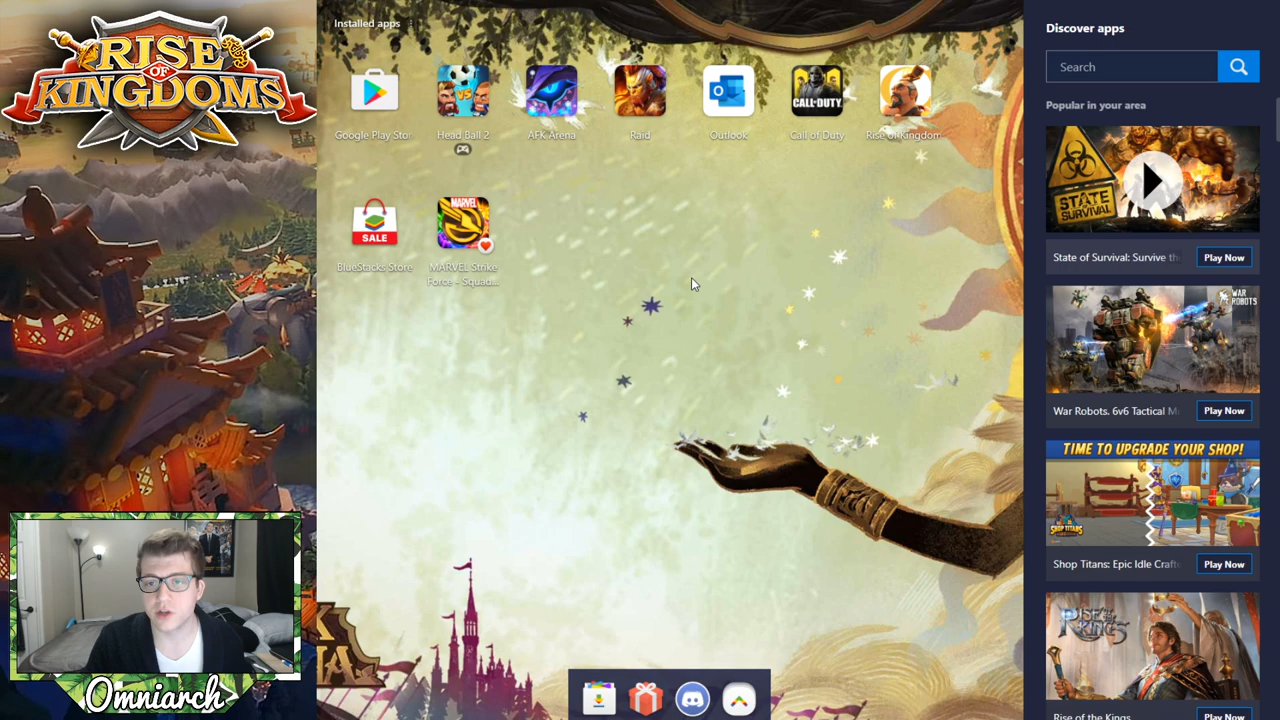 RISE
OF
KINGDOMS
Omniarch
Installed apps
Google Play Stor
Head Ball 2
AFK Arena
Raid
Outlook
CALL OF DUTY
Call of Duty
Rise of Kingdom
SALE
BlueStacks Store
MARVEL
MARVEL Strike
Force - Squad...
Discover apps
Search
Popular in your area
STATE
OF
SURVIVAL
State of Survival: Survive th
Play Now
WAR
ROBOTS
War Robots. 6v6 Tactical M
Play Now
TIME TO UPGRADE YOUR SHOP!
SHOP TITANS
Shop Titans: Epic Idle Craft
Play Now
RISE OF THE
KINGS
Rise of the Kings
Play Now